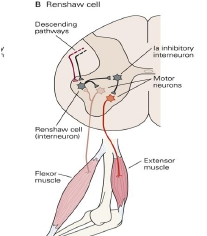 B Renshaw cell
Descending
pathways
Ia inhibitory
interneuron
Motor
neurons
Renshaw cell
(interneuron)
Flexor
muscle
Extensor
muscle